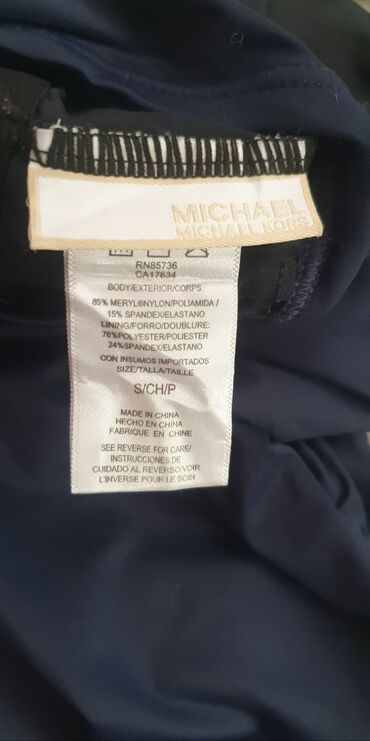 MICHAEL
MICHAEL KORS
RN85736
CA17634
BODY/EXTERIOR/CORPS
85% MERYL®NYLON/POLIAMIDA/
15% SPANDEX/ELASTANO
LINING/FORRO/DOUBLURE:
76%POLYESTER/POLIESTER
24%SPANDEX/ELASTANO
CON INSUMOS IMPORTADOS
SIZE/TALLA/TAILLE
S/CH/P
MADE IN CHINA
HECHO EN CHINA
FABRIQUE EN CHINE
SEE REVERSE FOR CARE/
INSTRUCCIONES DE
CUIDADO AL REVERSO/VOIR
L'INVERSE POUR LE SOIN